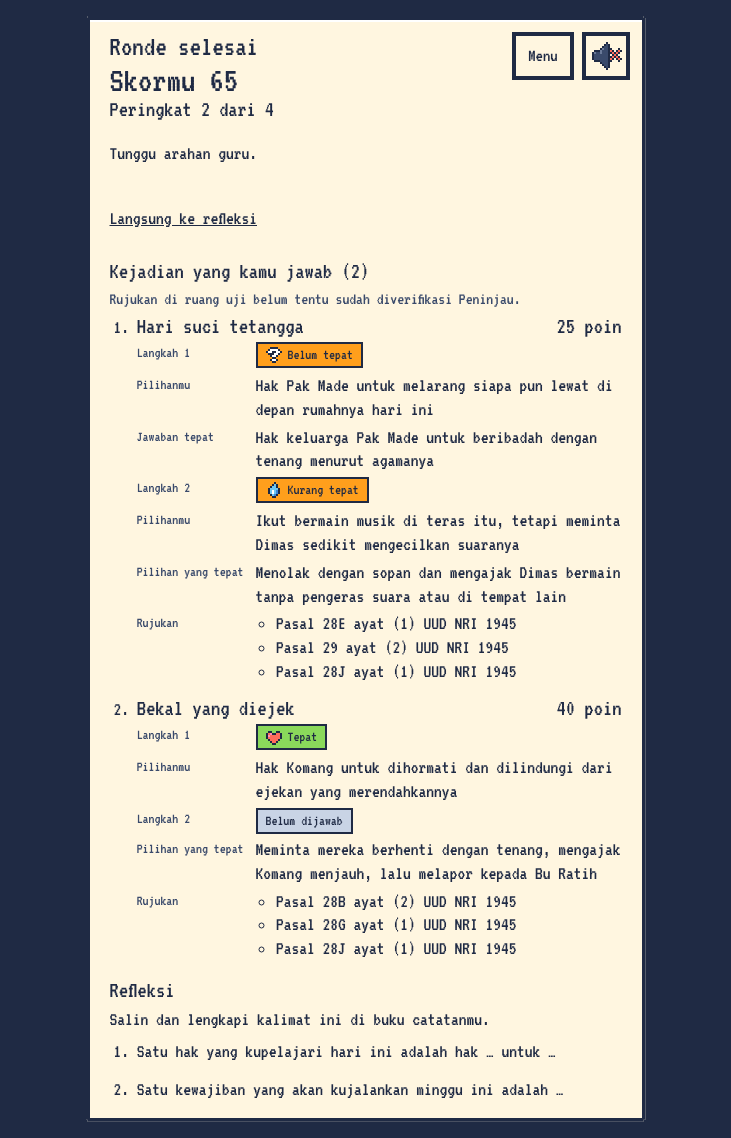 Ronde selesai
Menu
Skormu 65
Peringkat 2 dari 4
Tunggu arahan guru.
Langsung ke refleksi
Kejadian yang kamu jawab (2)
Rujukan di ruang uji belum tentu sudah diverifikasi Peninjau.
1. Hari suci tetangga 25 poin
Langkah 1 Belum tepat
Pilihanmu Hak Pak Made untuk melarang siapa pun lewat di
depan rumahnya hari ini
Jawaban tepat Hak keluarga Pak Made untuk beribadah dengan
tenang menurut agamanya
Langkah 2 Kurang tepat
Pilihanmu Ikut bermain musik di teras itu, tetapi meminta
Dimas sedikit mengecilkan suaranya
Pilihan yang tepat Menolak dengan sopan dan mengajak Dimas bermain
tanpa pengeras suara atau di tempat lain
Rujukan Pasal 28E ayat (1) UUD NRI 1945
Pasal 29 ayat (2) UUD NRI 1945
Pasal 28J ayat (1) UUD NRI 1945
2. Bekal yang diejek 40 poin
Langkah 1 Tepat
Pilihanmu Hak Komang untuk dihormati dan dilindungi dari
ejekan yang merendahkannya
Langkah 2 Belum dijawab
Pilihan yang tepat Meminta mereka berhenti dengan tenang, mengajak
Komang menjauh, lalu melapor kepada Bu Ratih
Rujukan Pasal 28B ayat (2) UUD NRI 1945
Pasal 28G ayat (1) UUD NRI 1945
Pasal 28J ayat (1) UUD NRI 1945
Refleksi
Salin dan lengkapi kalimat ini di buku catatanmu.
1. Satu hak yang kupelajari hari ini adalah hak … untuk …
2. Satu kewajiban yang akan kujalankan minggu ini adalah …